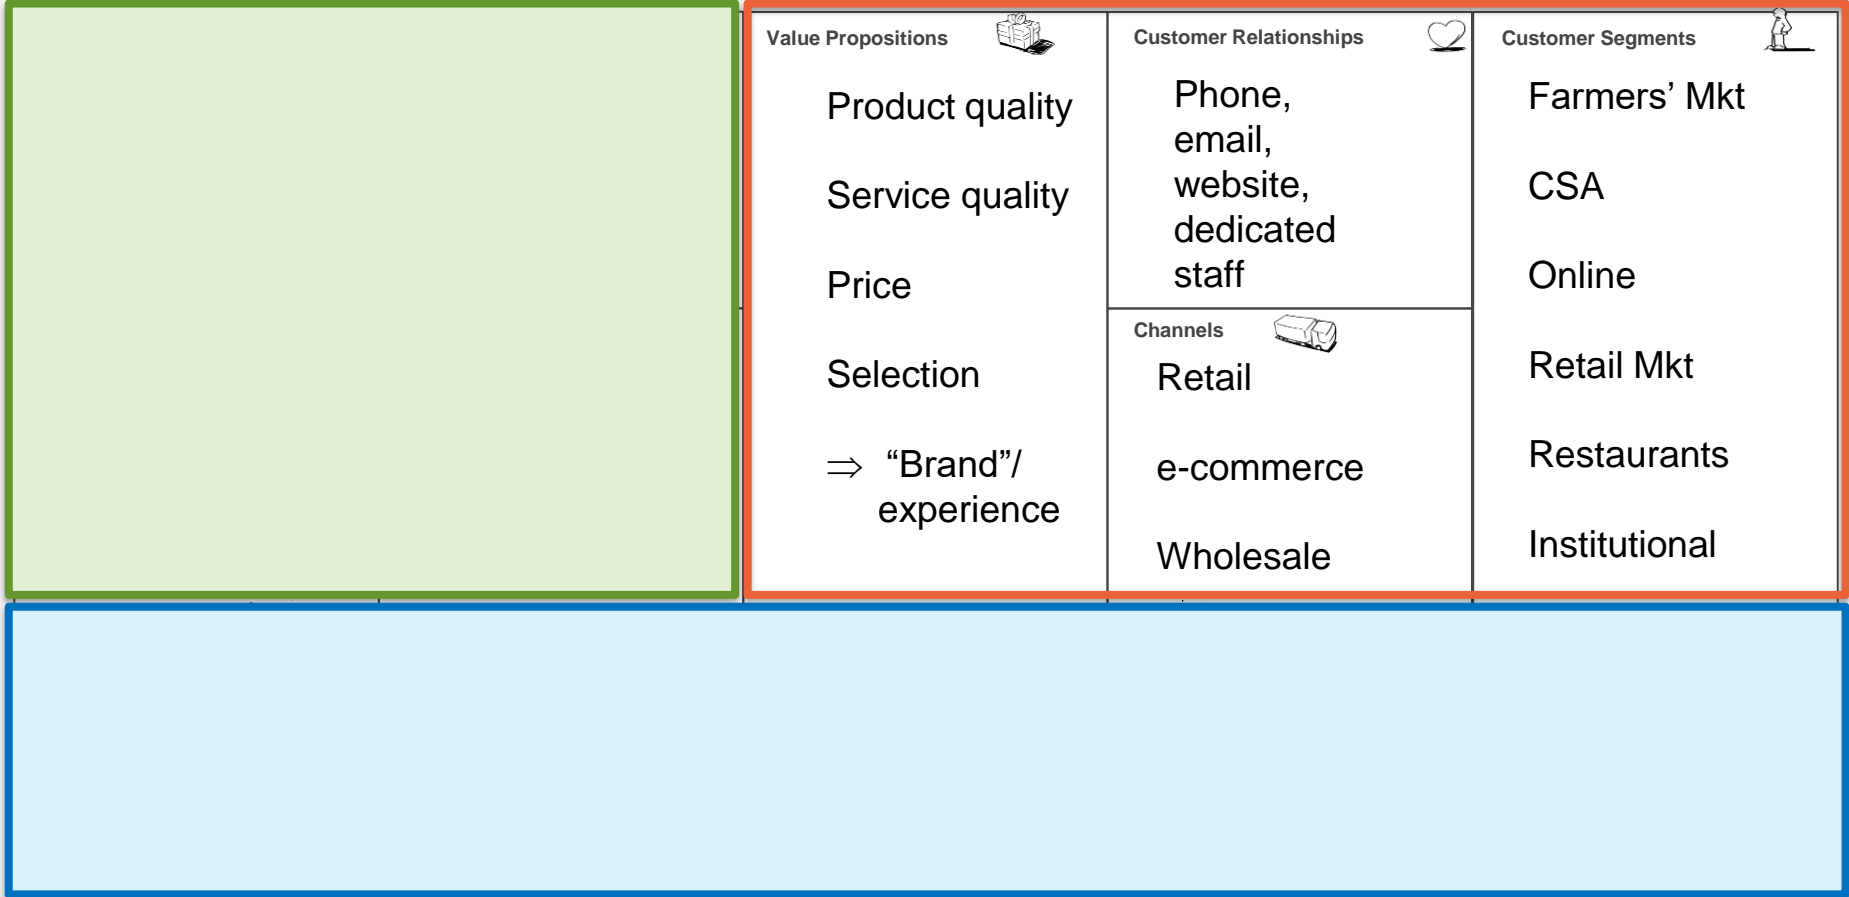 Value Propositions
Product quality
Service quality
Price
Selection
⇒ “Brand”/
experience
Customer Relationships
Phone,
email,
website,
dedicated
staff
Channels
Retail
e-commerce
Wholesale
Customer Segments
Farmers’ Mkt
CSA
Online
Retail Mkt
Restaurants
Institutional